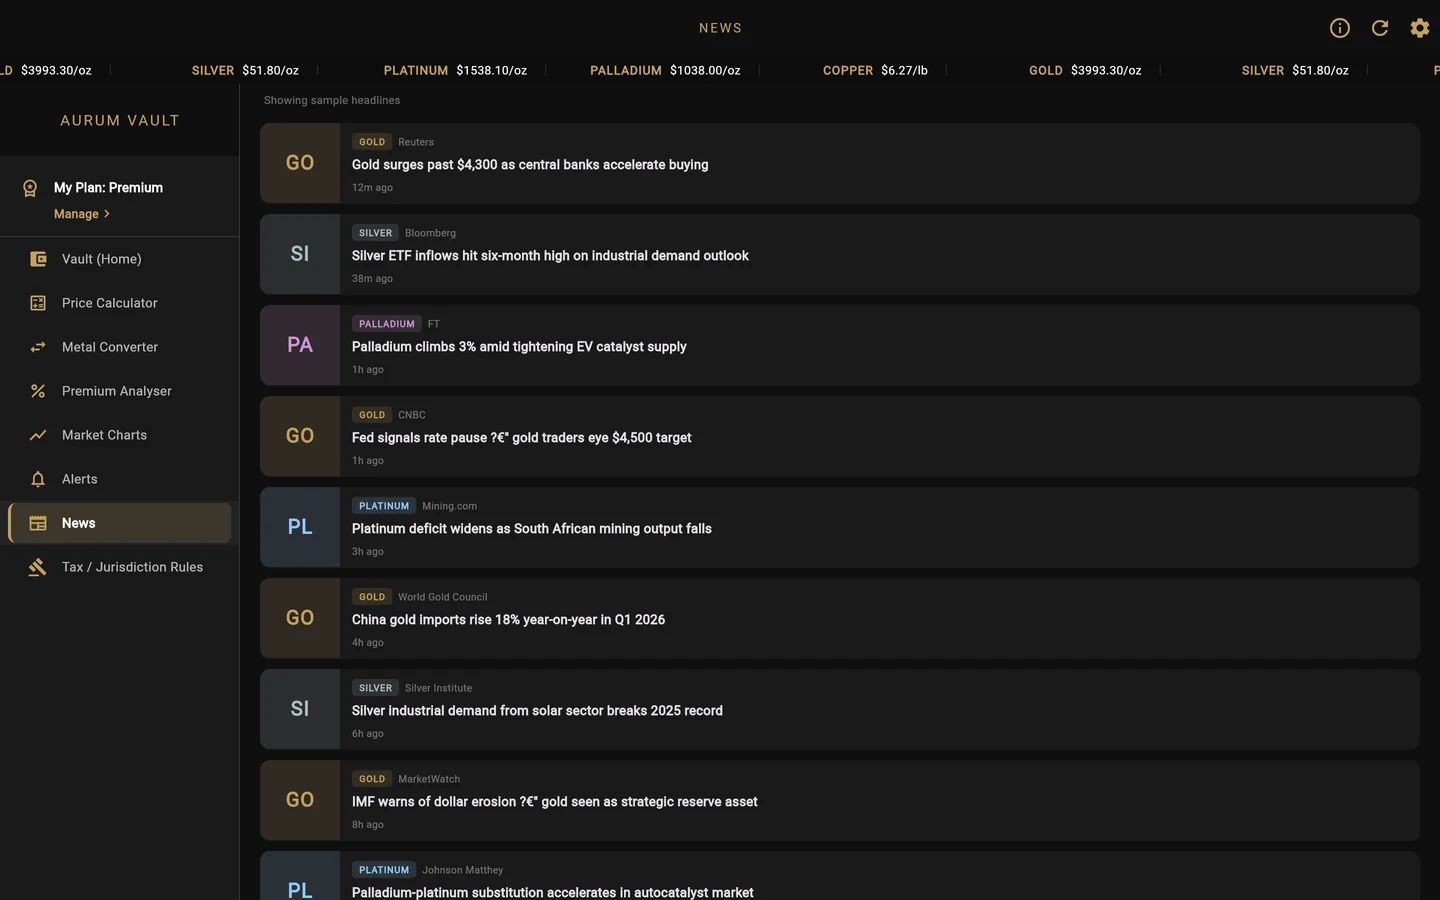 NEWS
LD $3993.30/oz SILVER $51.80/oz PLATINUM $1538.10/oz PALLADIUM $1038.00/oz COPPER $6.27/lb GOLD $3993.30/oz SILVER $51.80/oz P
AURUM VAULT
My Plan: Premium
Manage >
Vault (Home)
Price Calculator
Metal Converter
Premium Analyser
Market Charts
Alerts
News
Tax / Jurisdiction Rules
Showing sample headlines
GO
GOLD Reuters
Gold surges past $4,300 as central banks accelerate buying
12m ago
SI
SILVER Bloomberg
Silver ETF inflows hit six-month high on industrial demand outlook
38m ago
PA
PALLADIUM FT
Palladium climbs 3% amid tightening EV catalyst supply
1h ago
GO
GOLD CNBC
Fed signals rate pause ?€" gold traders eye $4,500 target
1h ago
PL
PLATINUM Mining.com
Platinum deficit widens as South African mining output falls
3h ago
GO
GOLD World Gold Council
China gold imports rise 18% year-on-year in Q1 2026
4h ago
SI
SILVER Silver Institute
Silver industrial demand from solar sector breaks 2025 record
6h ago
GO
GOLD MarketWatch
IMF warns of dollar erosion ?€" gold seen as strategic reserve asset
8h ago
PL
PLATINUM Johnson Matthey
Palladium-platinum substitution accelerates in autocatalyst market